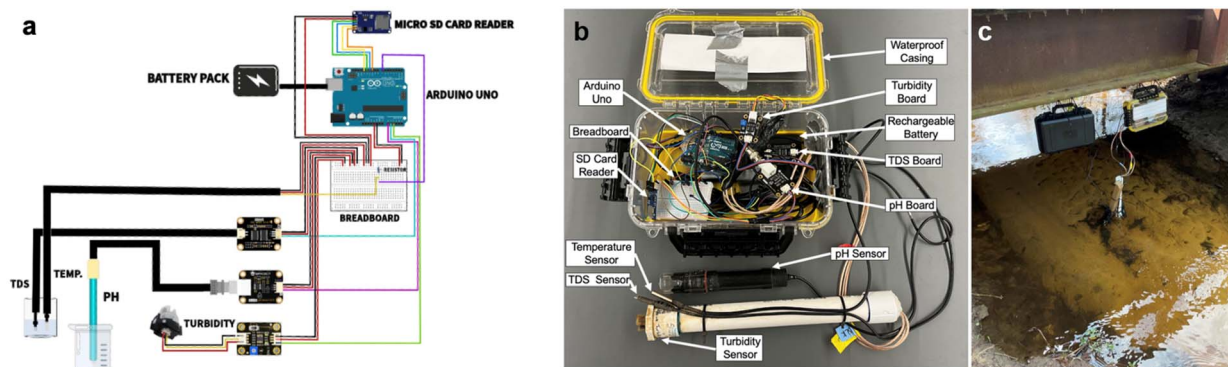 a
MICRO SD CARD READER
BATTERY PACK
ARDUINO UNO
RESISTOR
BREADBOARD
TDS
TEMP.
PH
TURBIDITY
b
Waterproof
Casing
Arduino
Uno
Turbidity
Board
Breadboard
Rechargeable
Battery
SD Card
Reader
TDS Board
pH Board
Temperature
Sensor
pH Sensor
TDS Sensor
Turbidity
Sensor
c